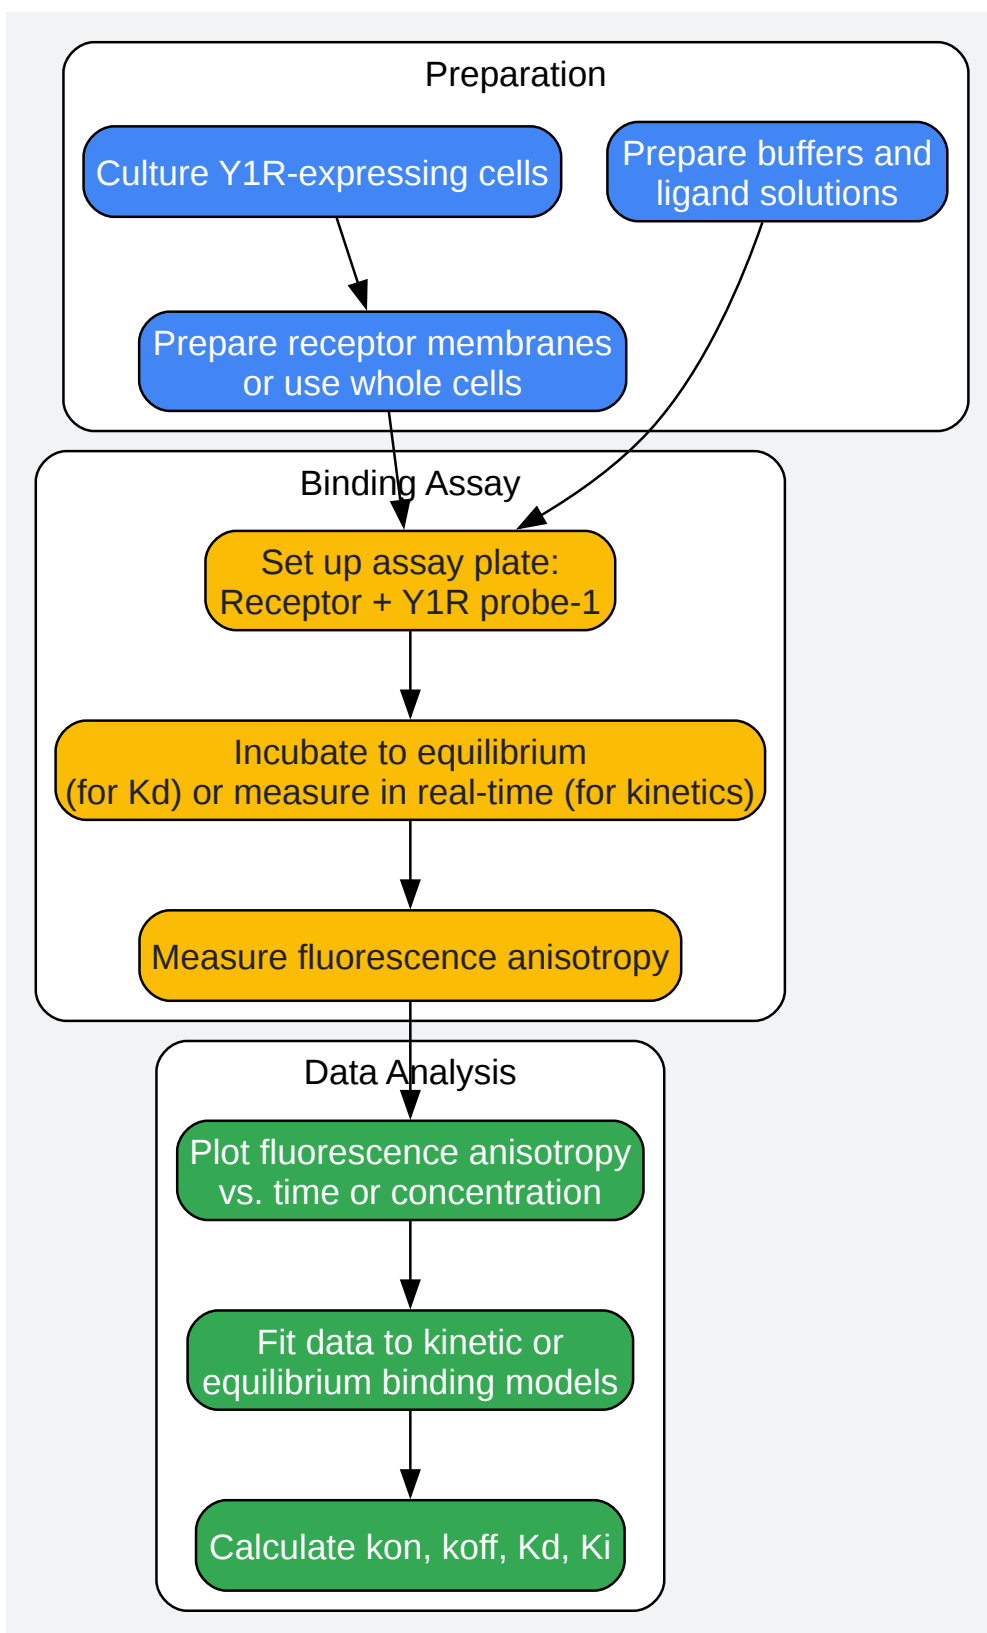 Preparation
Culture Y1R-expressing cells
Prepare buffers and
ligand solutions
Prepare receptor membranes
or use whole cells
Binding Assay
Set up assay plate:
Receptor + Y1R probe-1
Incubate to equilibrium
(for Kd) or measure in real-time (for kinetics)
Measure fluorescence anisotropy
Data Analysis
Plot fluorescence anisotropy
vs. time or concentration
Fit data to kinetic or
equilibrium binding models
Calculate kon, koff, Kd, Ki